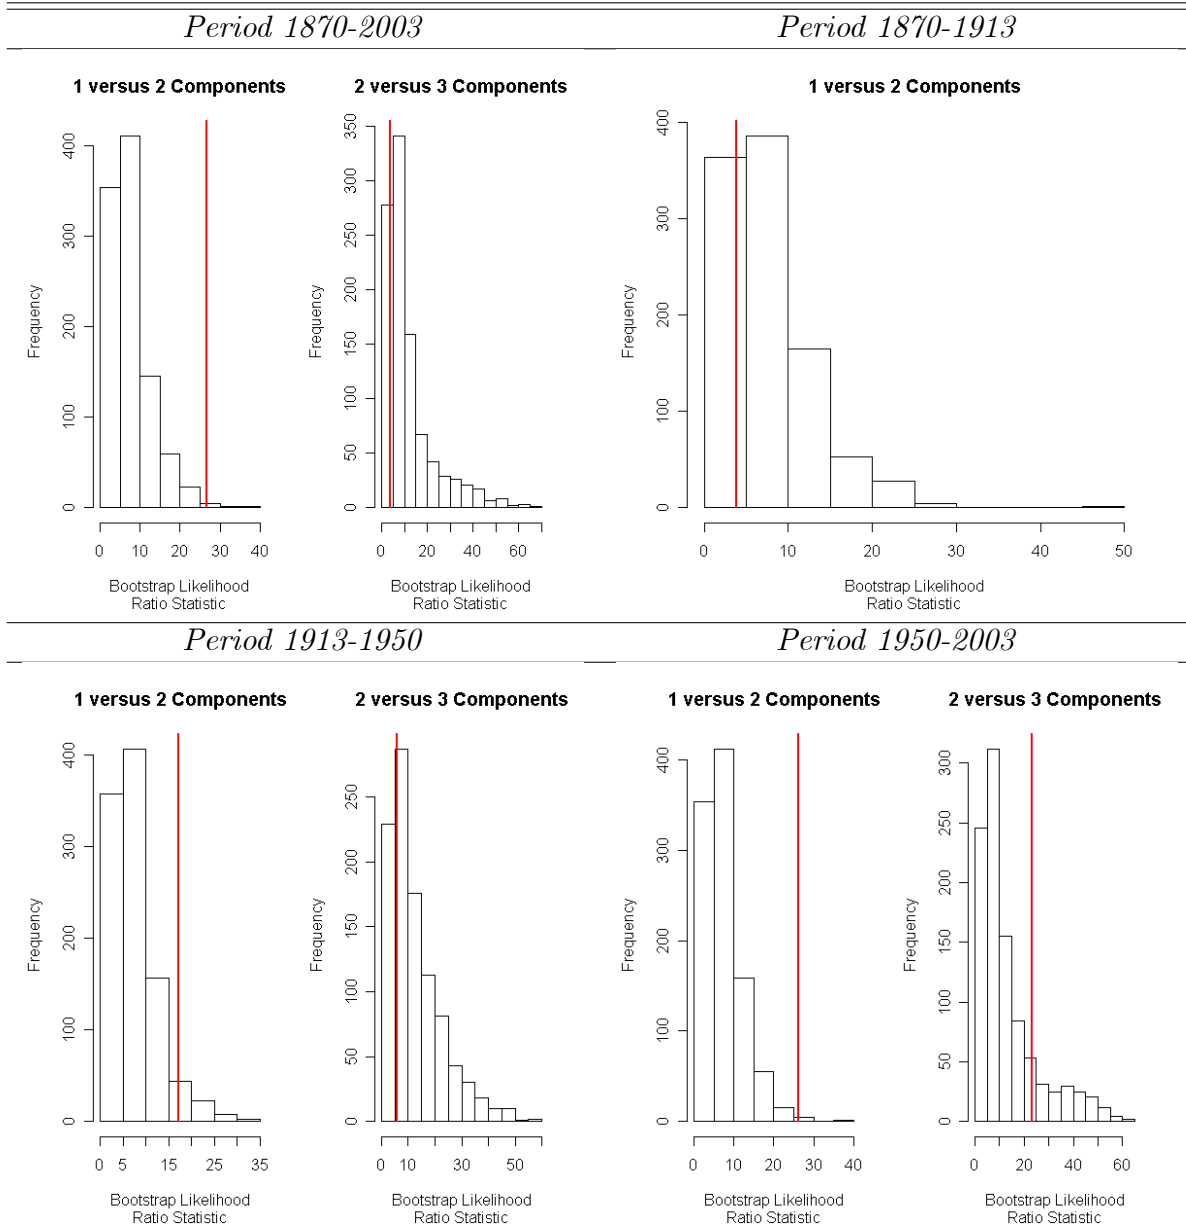 Period 1870-2003
Period 1870-1913
1 versus 2 Components
2 versus 3 Components
1 versus 2 Components
Frequency
0
100
200
300
400
0
10
20
30
40
Bootstrap Likelihood
Ratio Statistic
Frequency
0
50
100
150
200
250
300
350
0
20
40
60
Bootstrap Likelihood
Ratio Statistic
Frequency
0
100
200
300
400
0
10
20
30
40
50
Bootstrap Likelihood
Ratio Statistic
Period 1913-1950
Period 1950-2003
1 versus 2 Components
2 versus 3 Components
1 versus 2 Components
2 versus 3 Components
Frequency
0
100
200
300
400
0
5
15
25
35
Bootstrap Likelihood
Ratio Statistic
Frequency
0
50
100
150
200
250
0
10
30
50
Bootstrap Likelihood
Ratio Statistic
Frequency
0
100
200
300
400
0
10
20
30
40
Bootstrap Likelihood
Ratio Statistic
Frequency
0
50
100
150
200
250
300
0
20
40
60
Bootstrap Likelihood
Ratio Statistic